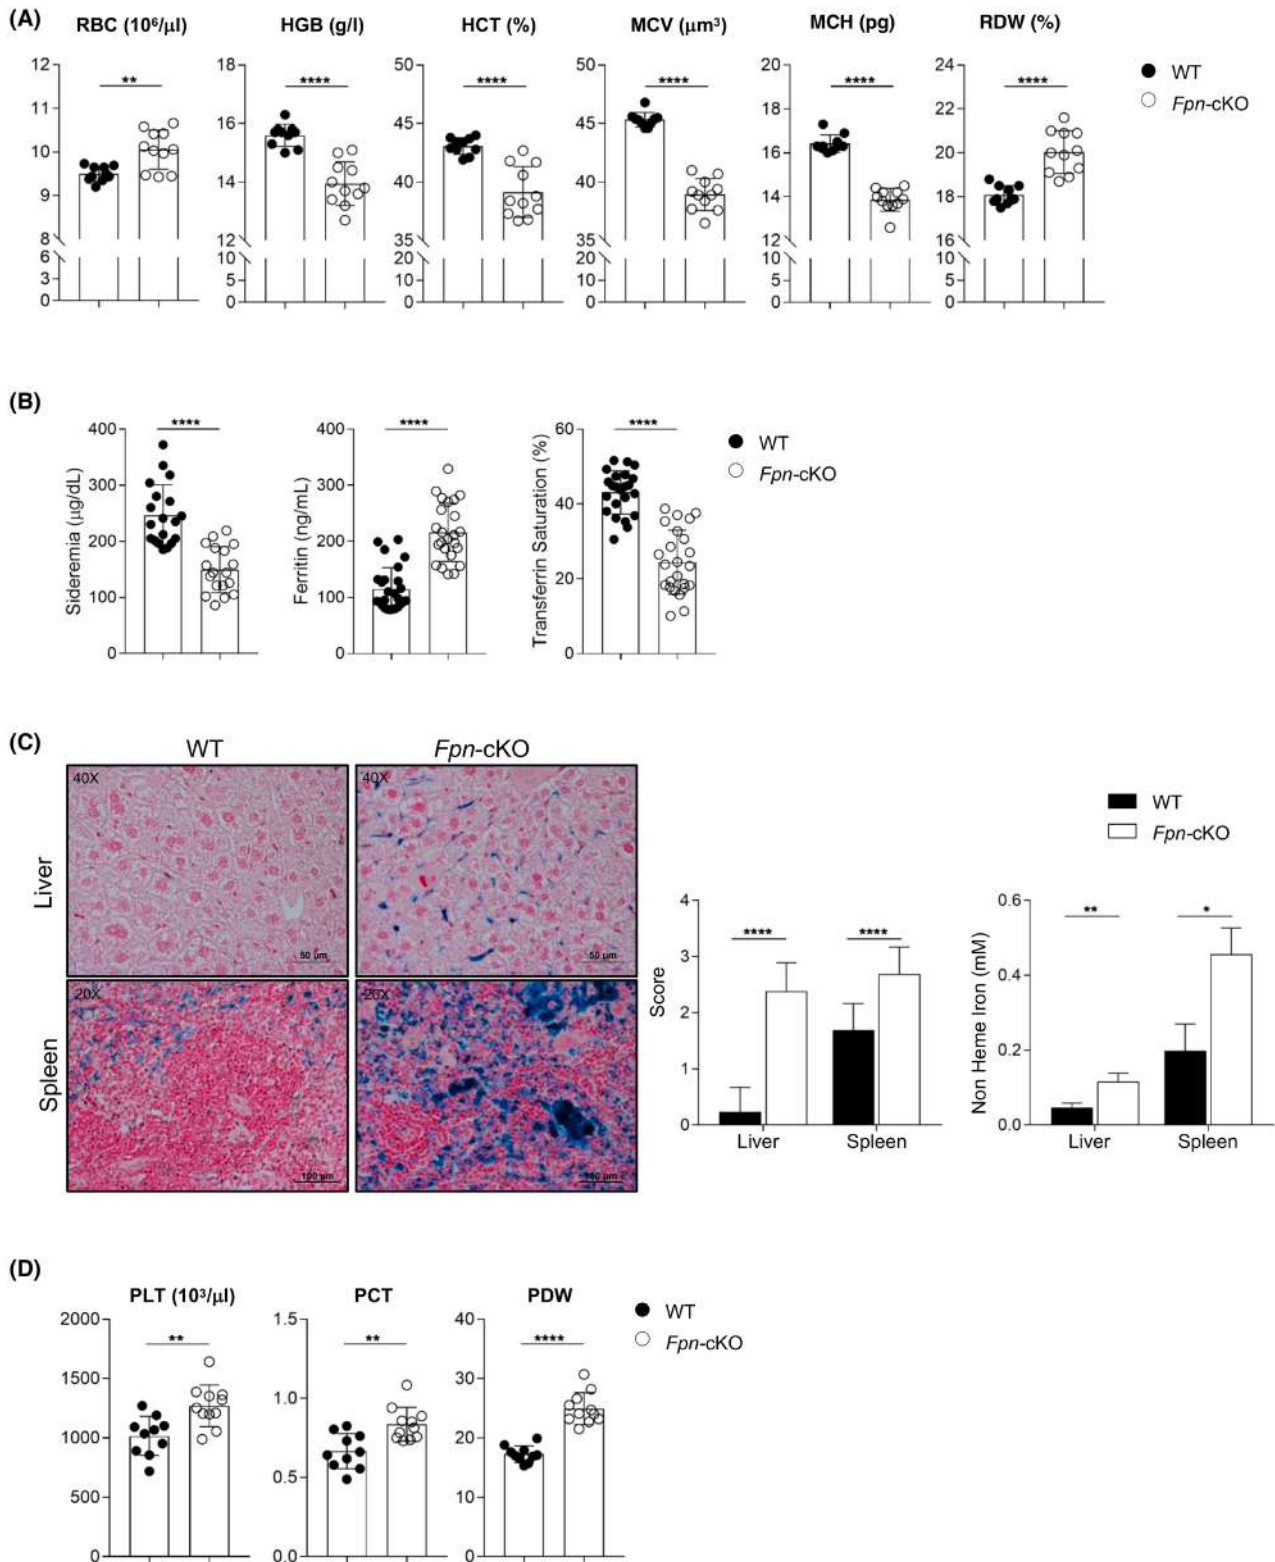 (A)
RBC (10⁶/μl) HGB (g/l) HCT (%) MCV (μm³) MCH (pg) RDW (%)
12 18 50 50 20 24
** **** **** **** **** ****
WT
Fpn-cKO
11 16 45 45 18 22
10 14 40 40 16 20
9 14 18
8 12 35 35 12 16
6 10 20 20 10 10
3 5 10 10 5 5
0 0 0 0 0 0
(B)
Sideremia (μg/dL)
400
300
200
100
0
****
Ferritin (ng/mL)
400
300
200
100
0
****
Transferrin Saturation (%)
60
40
20
0
****
WT
Fpn-cKO
(C)
WT Fpn-cKO
Liver
40X 40X
50 μm 50 μm
Spleen
20X 20X
100 μm 100 μm
WT
Fpn-cKO
Score
4
3
2
1
0
**** ****
Liver Spleen
Non Heme Iron (mM)
0.6
0.4
0.2
0.0
** *
Liver Spleen
(D)
PLT (10³/μl) PCT PDW
2000 1.5 40
** ** ****
WT
Fpn-cKO
1500 1.0 30
1000 0.5 20
500 10
0 0.0 0